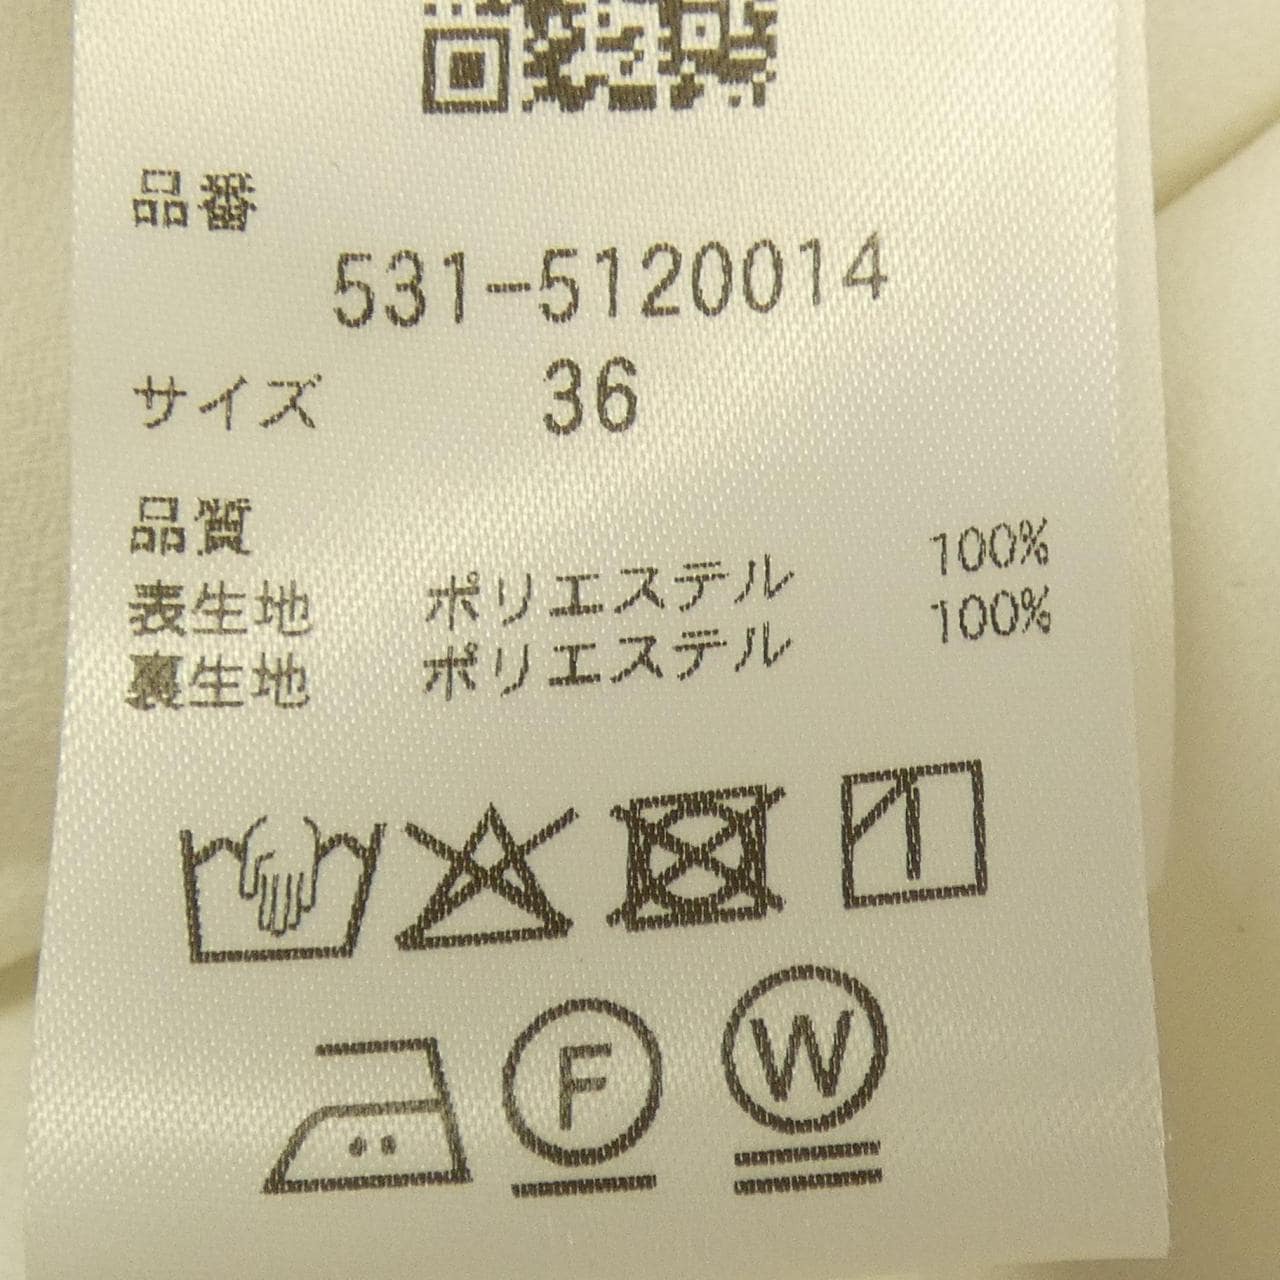 品番
531-5120014
サイズ 36
品質
表生地 ポリエステル 100%
裏生地 ポリエステル 100%
F W